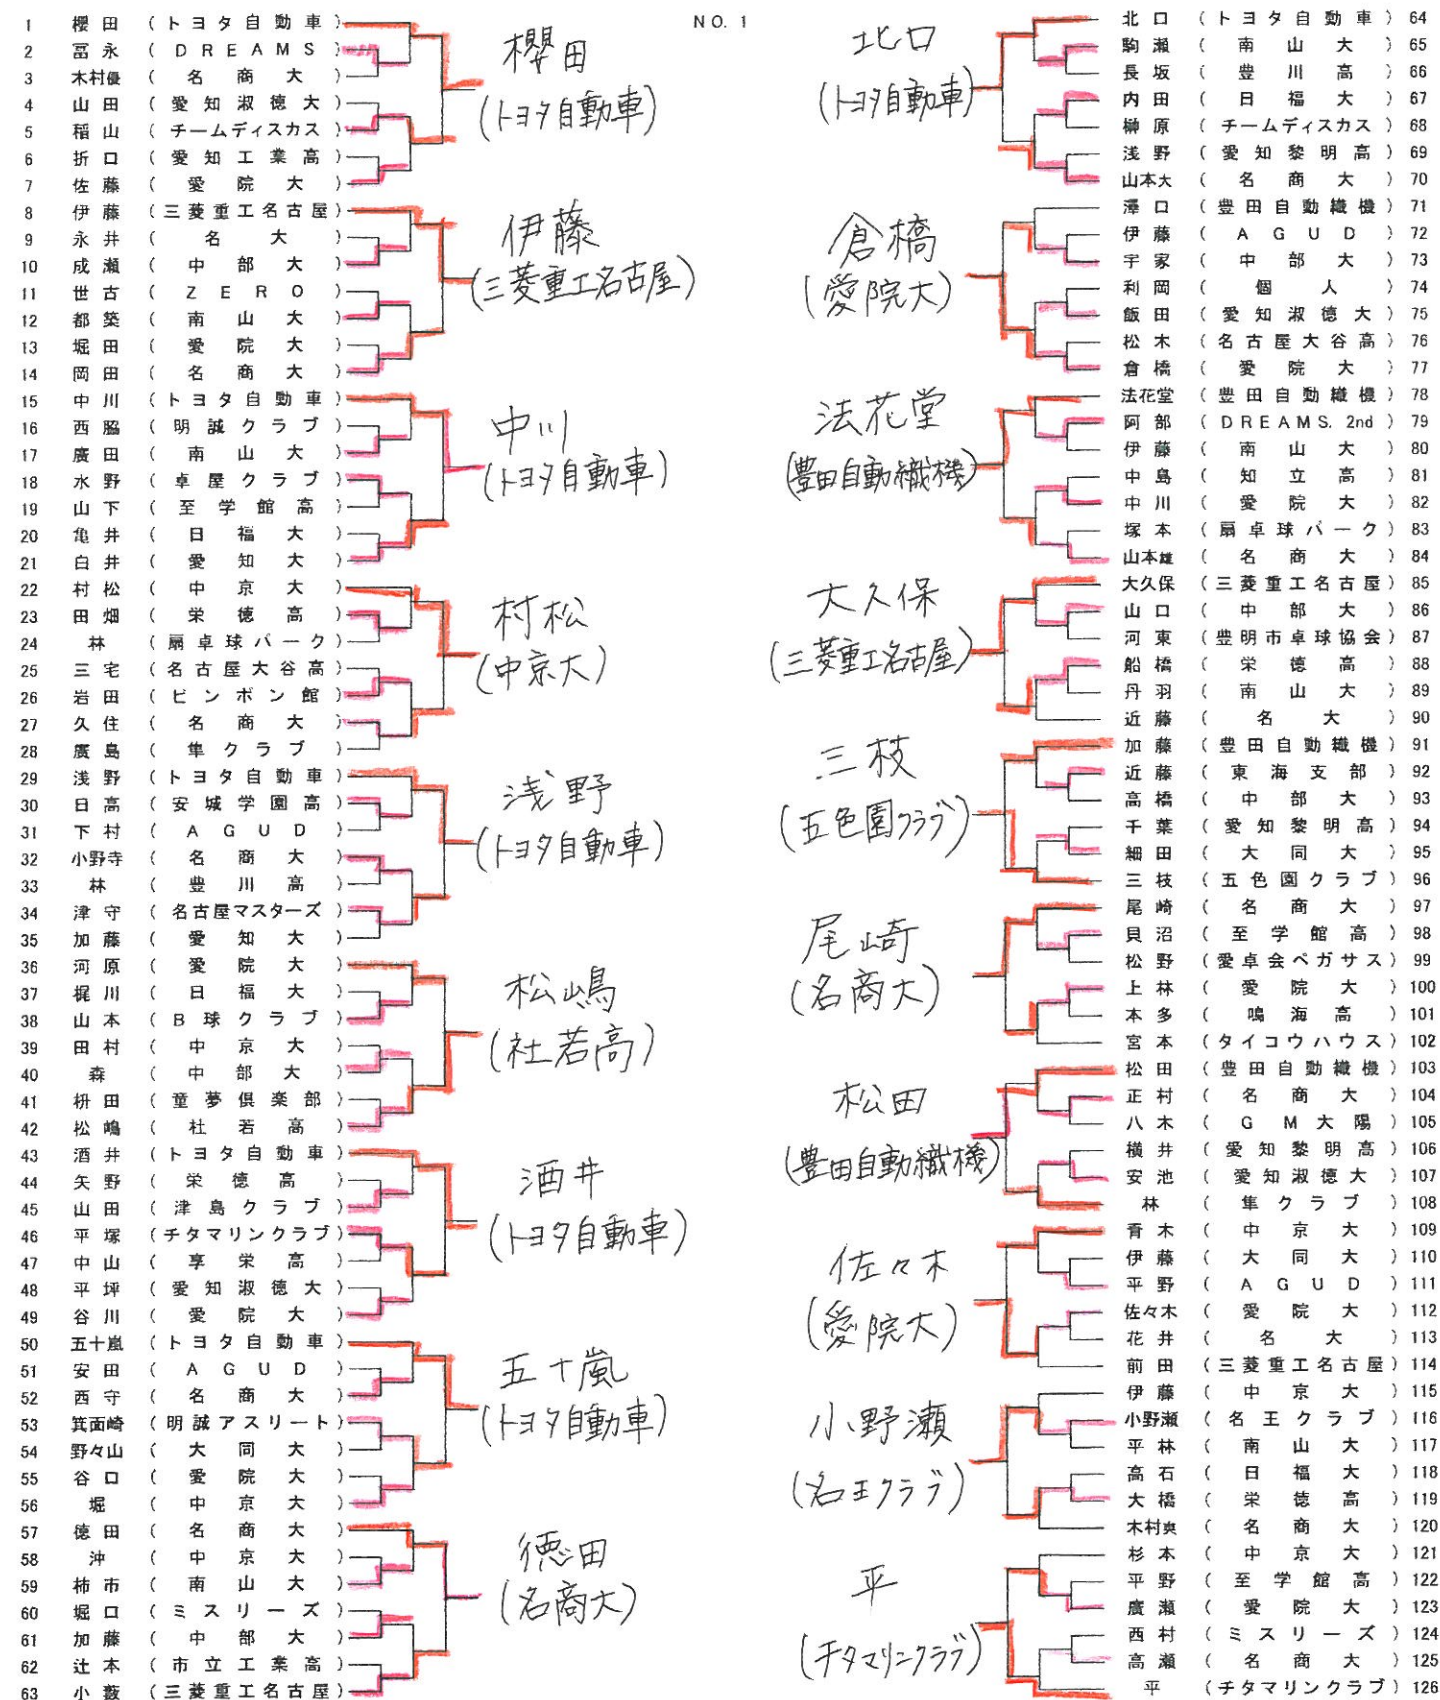 NO. 1
1 櫻田 (トヨタ自動車)
2 冨永 (DREAMS)
3 木村優 (名商大)
4 山田 (愛知淑徳大)
5 稲山 (チームディスカス)
6 折口 (愛知工業高)
7 佐藤 (愛院大)
8 伊藤 (三菱重工名古屋)
9 永井 (名大)
10 成瀬 (中部大)
11 世古 (ZERO)
12 都築 (南山大)
13 堀田 (愛院大)
14 岡田 (名商大)
15 中川 (トヨタ自動車)
16 西脇 (明誠クラブ)
17 廣田 (南山大)
18 水野 (卓屋クラブ)
19 山下 (至学館高)
20 亀井 (日福大)
21 白井 (愛知大)
22 村松 (中京大)
23 田畑 (栄徳高)
24 林 (扇卓球パーク)
25 三宅 (名古屋大谷高)
26 岩田 (ピンポン館)
27 久住 (名商大)
28 廣島 (隼クラブ)
29 浅野 (トヨタ自動車)
30 日高 (安城学園高)
31 下村 (AGUD)
32 小野寺 (名商大)
33 林 (豊川高)
34 津守 (名古屋マスターズ)
35 加藤 (愛知大)
36 河原 (愛院大)
37 梶川 (日福大)
38 山本 (B球クラブ)
39 田村 (中京大)
40 森 (中部大)
41 枡田 (童夢倶楽部)
42 松嶋 (杜若高)
43 酒井 (トヨタ自動車)
44 矢野 (栄徳高)
45 山田 (津島クラブ)
46 平塚 (チタマリンクラブ)
47 中山 (享栄高)
48 平坪 (愛知淑徳大)
49 谷川 (愛院大)
50 五十嵐 (トヨタ自動車)
51 安田 (AGUD)
52 西守 (名商大)
53 箕面崎 (明誠アスリート)
54 野々山 (大同大)
55 谷口 (愛院大)
56 堀 (中京大)
57 徳田 (名商大)
58 沖 (中京大)
59 柿市 (南山大)
60 堀口 (ミスリーズ)
61 加藤 (中部大)
62 辻本 (市立工業高)
63 小藪 (三菱重工名古屋)
櫻田
(トヨタ自動車)
伊藤
(三菱重工名古屋)
中川
(トヨタ自動車)
村松
(中京大)
浅野
(トヨタ自動車)
松嶋
(杜若高)
酒井
(トヨタ自動車)
五十嵐
(トヨタ自動車)
徳田
(名商大)
北口
(トヨタ自動車)
倉橋
(愛院大)
法花堂
(豊田自動織機)
大久保
(三菱重工名古屋)
三枝
(五色園クラブ)
尾崎
(名商大)
松田
(豊田自動織機)
佐々木
(愛院大)
小野瀬
(名王クラブ)
平
(チタマリンクラブ)
北口 (トヨタ自動車) 64
駒瀬 (南山大) 65
長坂 (豊川高) 66
内田 (日福大) 67
榊原 (チームディスカス) 68
浅野 (愛知黎明高) 69
山本大 (名商大) 70
澤口 (豊田自動織機) 71
伊藤 (AGUD) 72
宇家 (中部大) 73
利岡 (個人) 74
飯田 (愛知淑徳大) 75
松木 (名古屋大谷高) 76
倉橋 (愛院大) 77
法花堂 (豊田自動織機) 78
阿部 (DREAMS. 2nd) 79
伊藤 (南山大) 80
中島 (知立高) 81
中川 (愛院大) 82
塚本 (扇卓球パーク) 83
山本雄 (名商大) 84
大久保 (三菱重工名古屋) 85
山口 (中部大) 86
河東 (豊明市卓球協会) 87
船橋 (栄徳高) 88
丹羽 (南山大) 89
近藤 (名大) 90
加藤 (豊田自動織機) 91
近藤 (東海支部) 92
高橋 (中部大) 93
千葉 (愛知黎明高) 94
細田 (大同大) 95
三枝 (五色園クラブ) 96
尾崎 (名商大) 97
貝沼 (至学館高) 98
松野 (愛卓会ペガサス) 99
上林 (愛院大) 100
本多 (鳴海高) 101
宮本 (タイコウハウス) 102
松田 (豊田自動織機) 103
正村 (名商大) 104
八木 (GM大陽) 105
横井 (愛知黎明高) 106
安池 (愛知淑徳大) 107
林 (隼クラブ) 108
青木 (中京大) 109
伊藤 (大同大) 110
平野 (AGUD) 111
佐々木 (愛院大) 112
花井 (名大) 113
前田 (三菱重工名古屋) 114
伊藤 (中京大) 115
小野瀬 (名王クラブ) 116
平林 (南山大) 117
高石 (日福大) 118
大橋 (栄徳高) 119
木村爽 (名商大) 120
杉本 (中京大) 121
平野 (至学館高) 122
廣瀬 (愛院大) 123
西村 (ミスリーズ) 124
高瀬 (名商大) 125
平 (チタマリンクラブ) 126